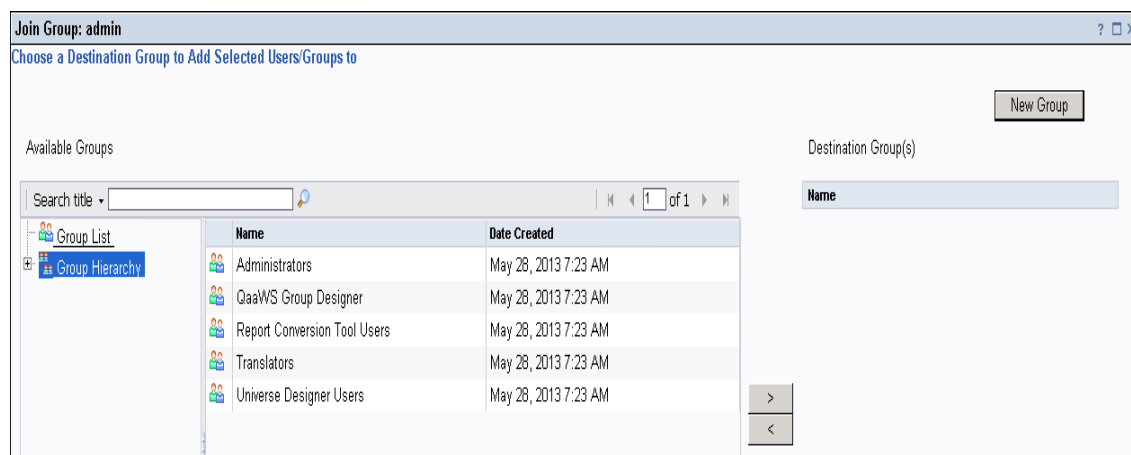 Join Group: admin
?
Choose a Destination Group to Add Selected Users/Groups to
New Group
Available Groups
Destination Group(s)
Search title
1 of 1
Name
Group List
Group Hierarchy
Name Date Created
Administrators May 28, 2013 7:23 AM
QaaWS Group Designer May 28, 2013 7:23 AM
Report Conversion Tool Users May 28, 2013 7:23 AM
Translators May 28, 2013 7:23 AM
Universe Designer Users May 28, 2013 7:23 AM
>
<